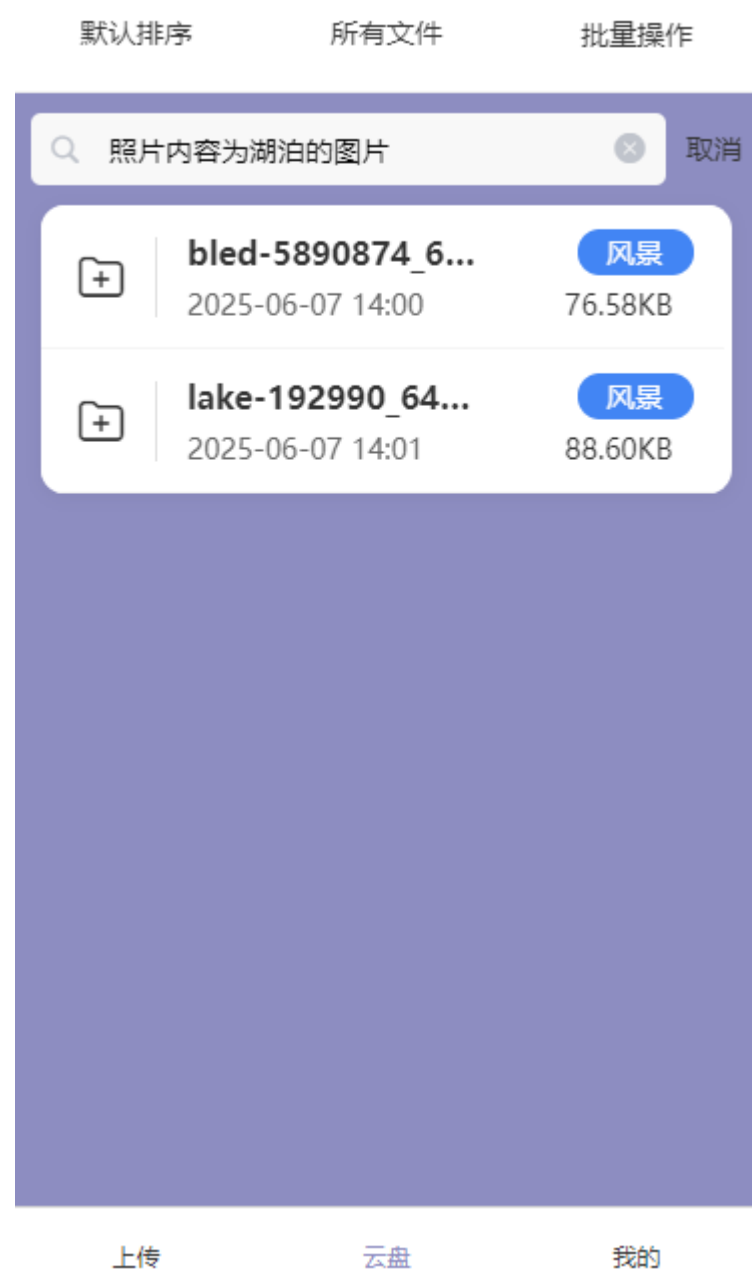 默认排序 所有文件 批量操作
照片内容为湖泊的图片 取消
bled-5890874_6... 风景
2025-06-07 14:00 76.58KB
lake-192990_64... 风景
2025-06-07 14:01 88.60KB
上传 云盘 我的